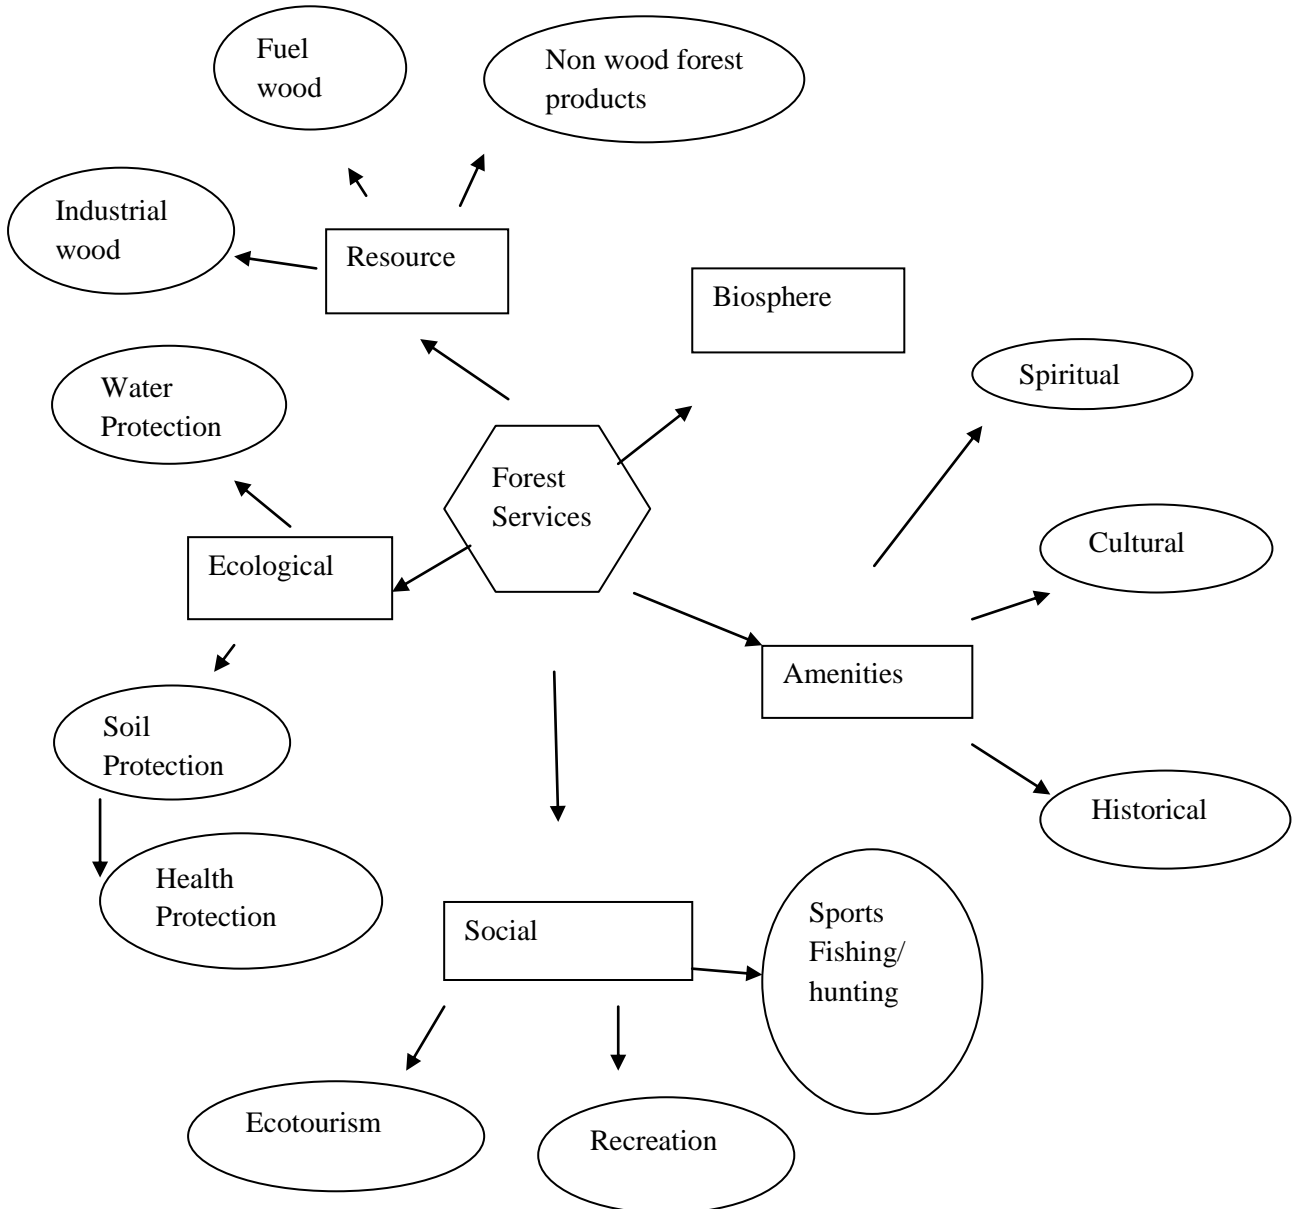 Fuel
wood
Non wood forest
products
Industrial
wood
Resource
Biosphere
Water
Protection
Spiritual
Forest
Services
Cultural
Ecological
Amenities
Soil
Protection
Historical
Health
Protection
Social
Sports
Fishing/
hunting
Ecotourism
Recreation